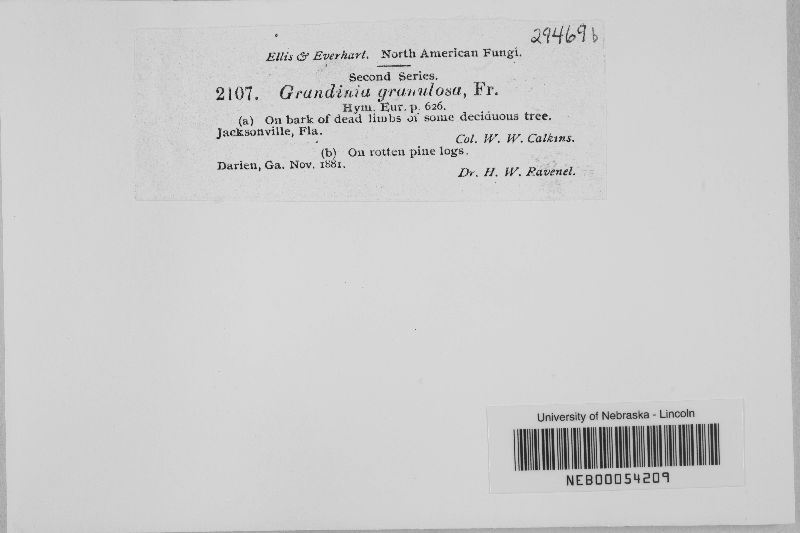 29469b
Ellis & Everhart. North American Fungi.
Second Series.
2107. Grandinia granulosa, Fr.
Hym. Eur. p. 626.
(a) On bark of dead limbs of some deciduous tree.
Jacksonville, Fla.
Col. W. W. Calkins.
(b) On rotten pine logs.
Darien, Ga. Nov. 1881.
Dr. H. W. Ravenel.
University of Nebraska - Lincoln
NEB00054209